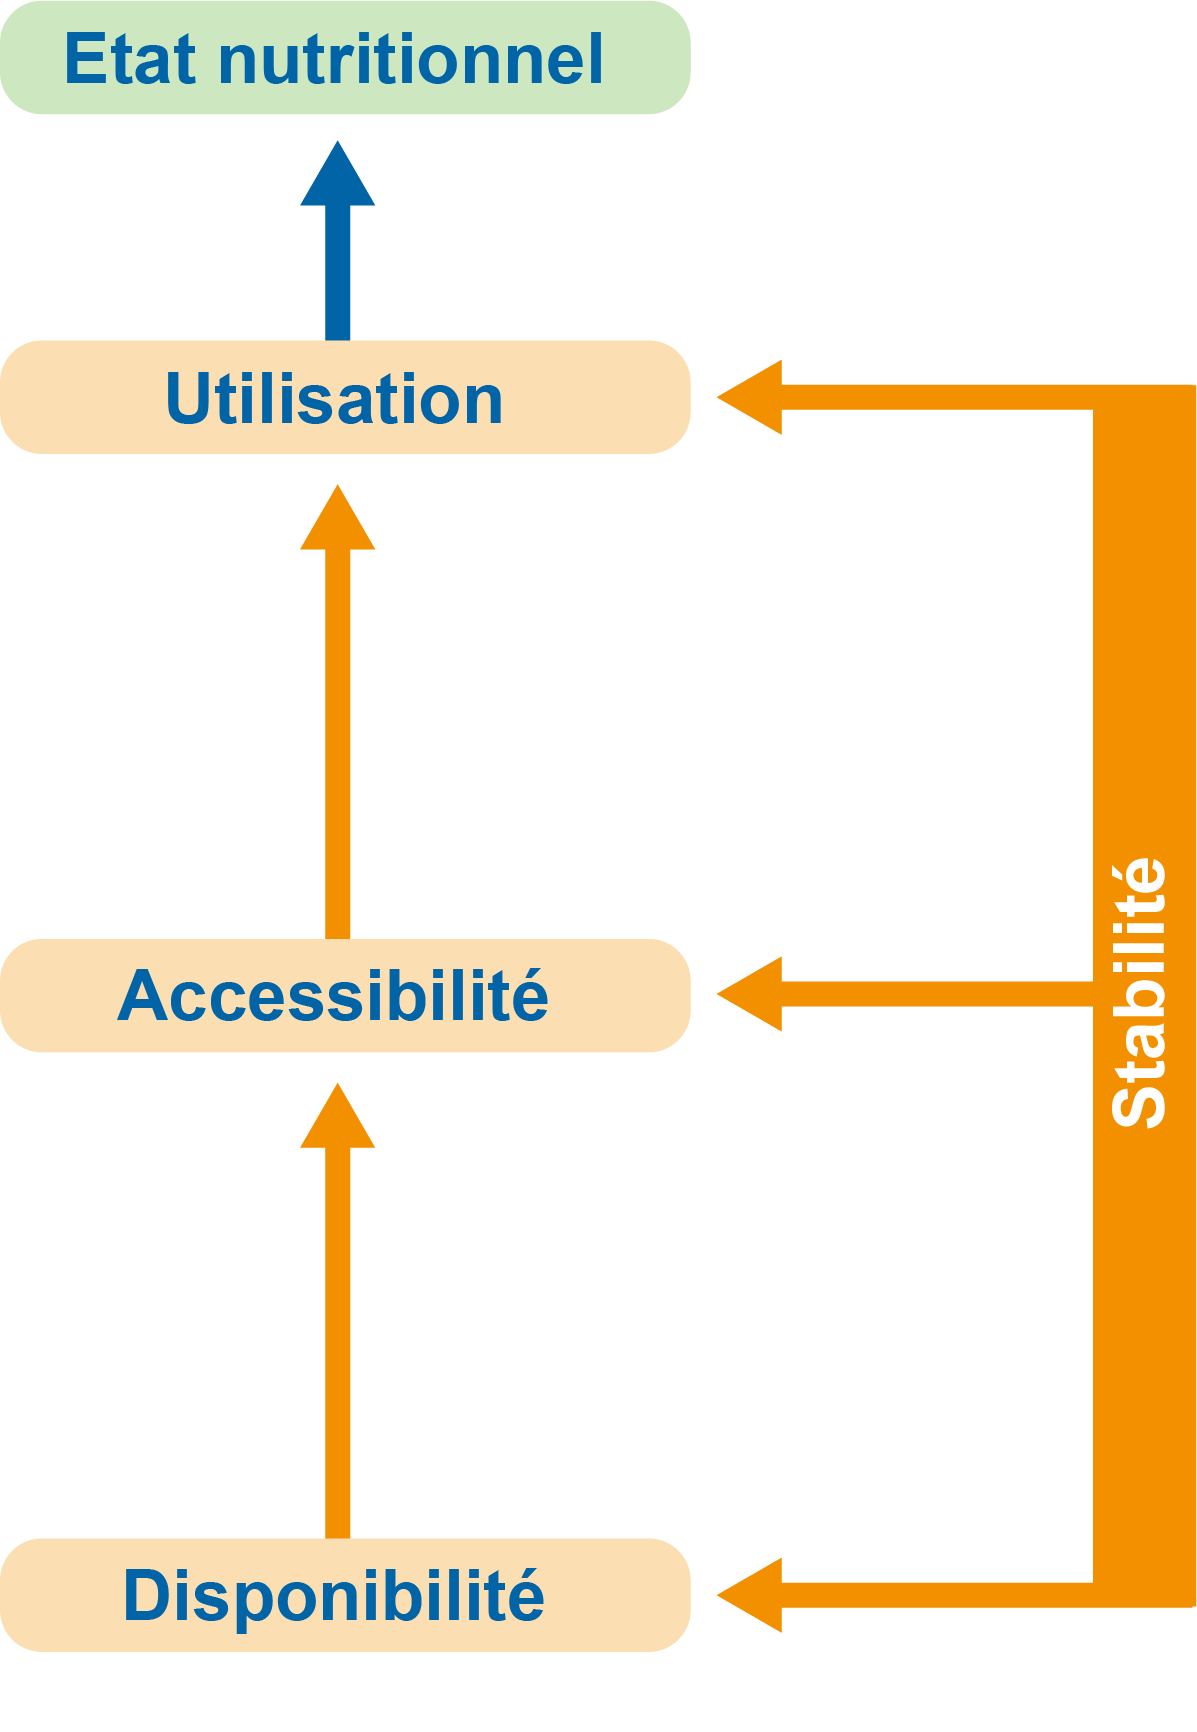 Etat nutritionnel
Utilisation
Accessibilité
Stabilité
Disponibilité